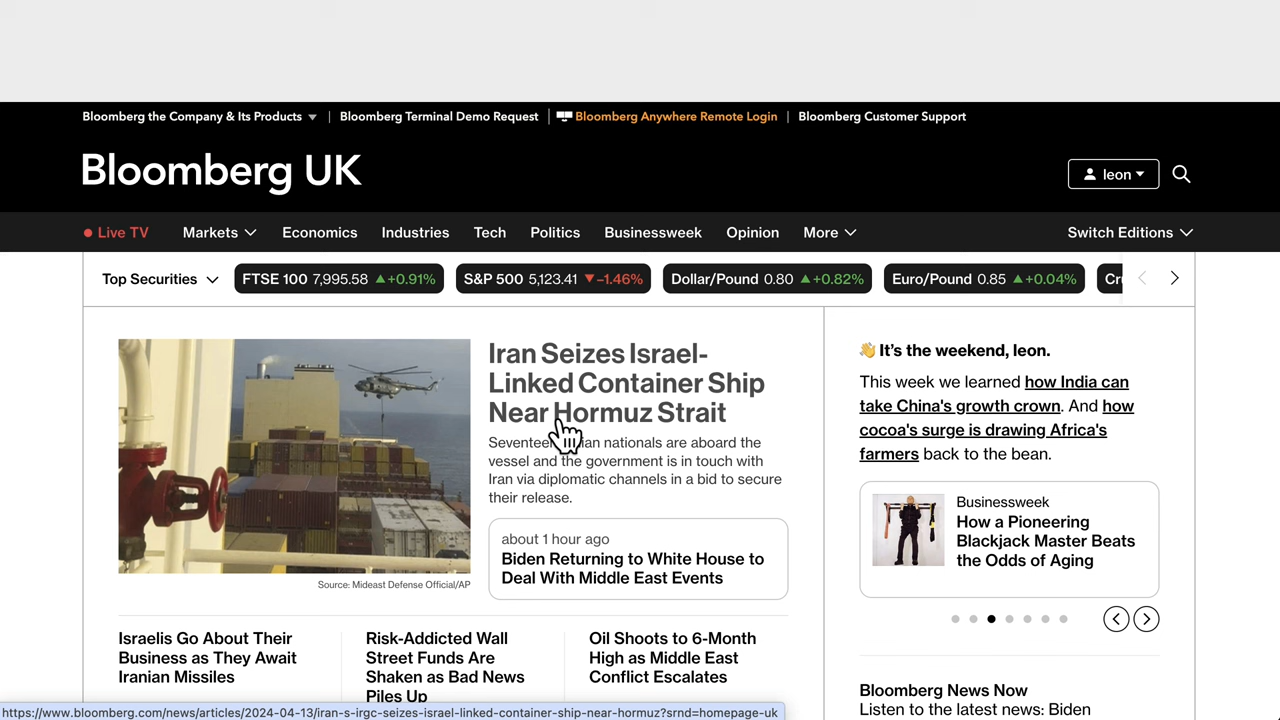 Bloomberg the Company & Its Products
Bloomberg Terminal Demo Request
Bloomberg Anywhere Remote Login
Bloomberg Customer Support
Bloomberg UK
leon
Live TV
Markets
Economics
Industries
Tech
Politics
Businessweek
Opinion
More
Switch Editions
Top Securities
FTSE 100 7,995.58 ▲+0.91%
S&P 500 5,123.41 ▼−1.46%
Dollar/Pound 0.80 ▲+0.82%
Euro/Pound 0.85 ▲+0.04%
Iran Seizes Israel-
Linked Container Ship
Near Hormuz Strait
nationals are aboard the
vessel and the government is in touch with
Iran via diplomatic channels in a bid to secure
their release.
about 1 hour ago
Biden Returning to White House to
Deal With Middle East Events
Source: Mideast Defense Official/AP
Israelis Go About Their
Business as They Await
Iranian Missiles
Risk-Addicted Wall
Street Funds Are
Shaken as Bad News
Piles Up
Oil Shoots to 6-Month
High as Middle East
Conflict Escalates
👋 It's the weekend, leon.
This week we learned how India can
take China's growth crown. And how
cocoa's surge is drawing Africa's
farmers back to the bean.
Businessweek
How a Pioneering
Blackjack Master Beats
the Odds of Aging
Bloomberg News Now
Listen to the latest news: Biden
https://www.bloomberg.com/news/articles/2024-04-13/iran-s-irgc-seizes-israel-linked-container-ship-near-hormuz?srnd=homepage-uk